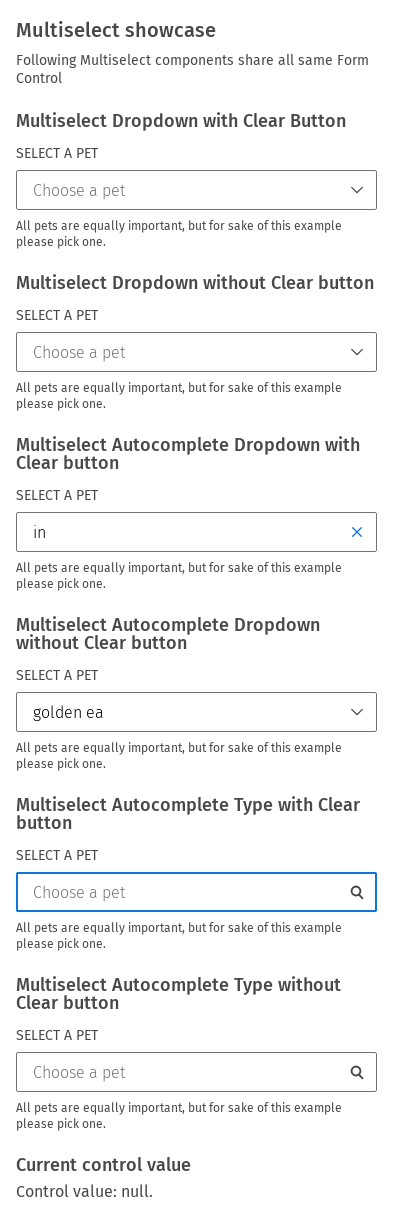 Multiselect showcase
Following Multiselect components share all same Form
Control
Multiselect Dropdown with Clear Button
SELECT A PET
Choose a pet
All pets are equally important, but for sake of this example
please pick one.
Multiselect Dropdown without Clear button
SELECT A PET
Choose a pet
All pets are equally important, but for sake of this example
please pick one.
Multiselect Autocomplete Dropdown with
Clear button
SELECT A PET
in
All pets are equally important, but for sake of this example
please pick one.
Multiselect Autocomplete Dropdown
without Clear button
SELECT A PET
golden ea
All pets are equally important, but for sake of this example
please pick one.
Multiselect Autocomplete Type with Clear
button
SELECT A PET
Choose a pet
All pets are equally important, but for sake of this example
please pick one.
Multiselect Autocomplete Type without
Clear button
SELECT A PET
Choose a pet
All pets are equally important, but for sake of this example
please pick one.
Current control value
Control value: null.